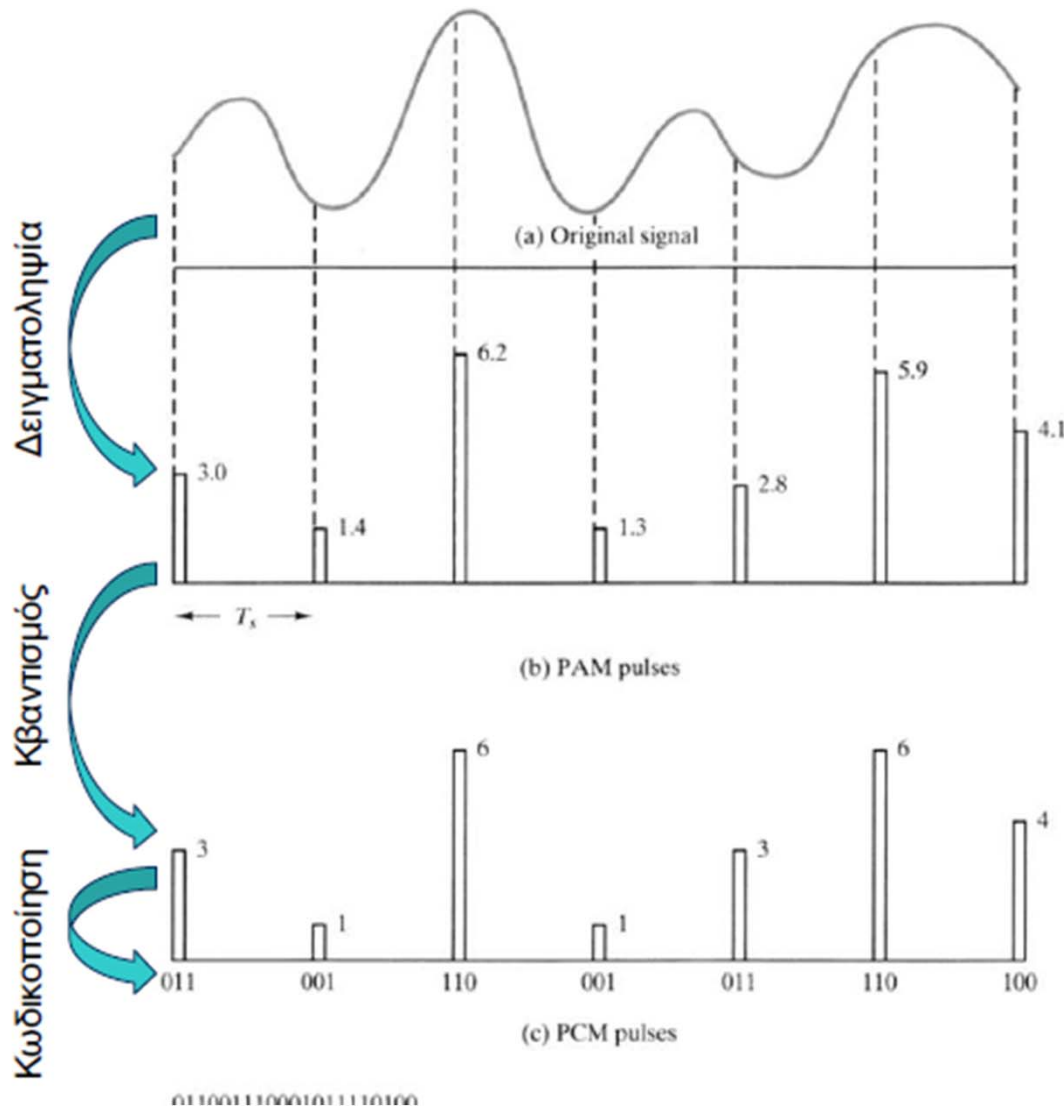 (a) Original signal
Δειγματοληψία
6.2
5.9
4.1
3.0
2.8
1.4
1.3
Ts
(b) PAM pulses
Κβαντισμός
6
6
4
3
3
1
1
Κωδικοποίηση
011 001 110 001 011 110 100
(c) PCM pulses
011001110001011110100